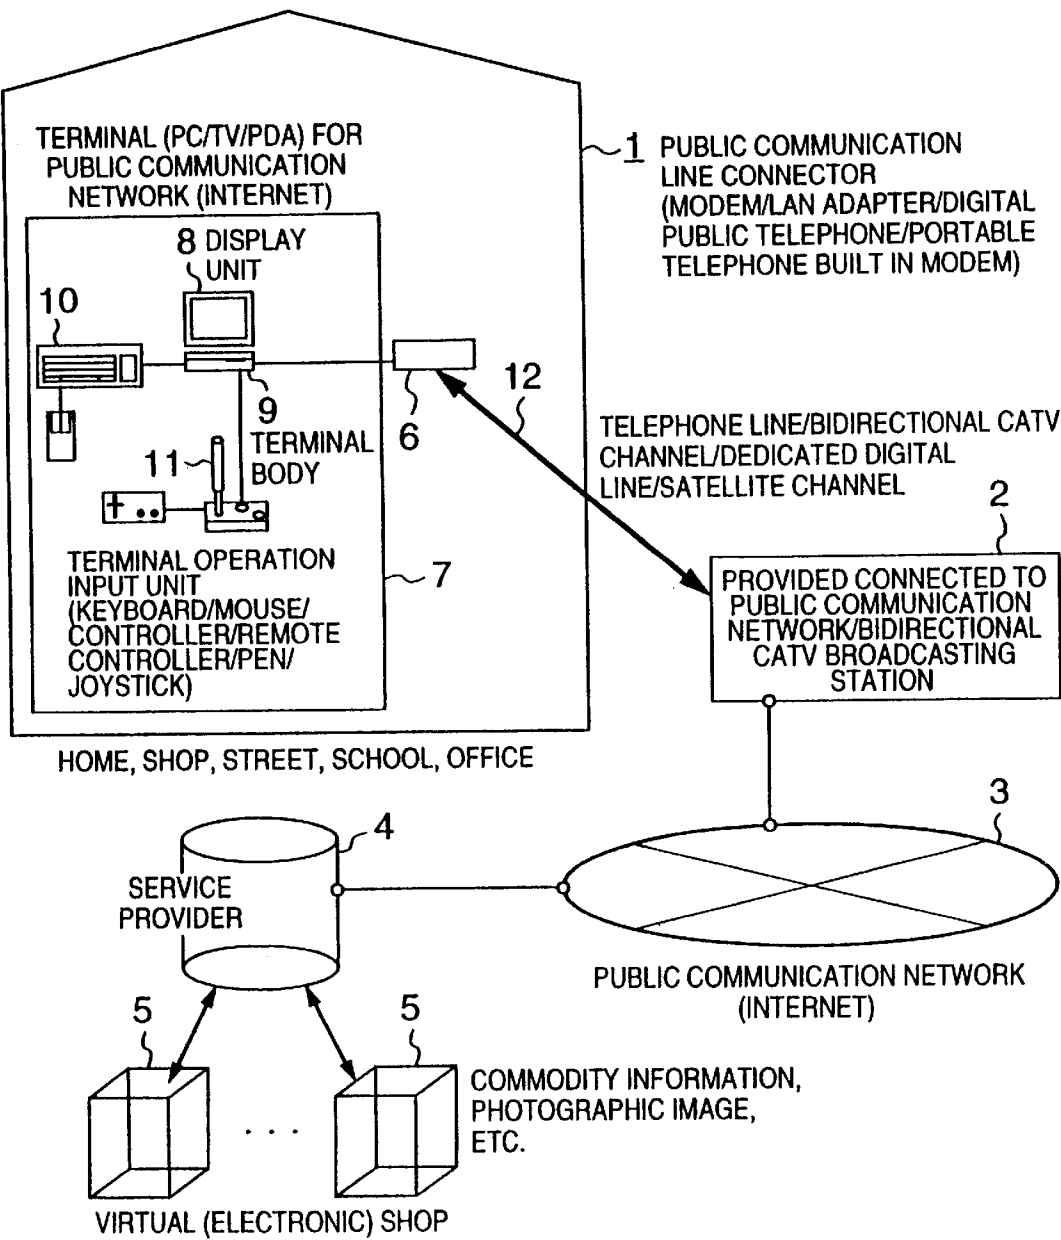 TERMINAL (PC/TV/PDA) FOR
PUBLIC COMMUNICATION
NETWORK (INTERNET)
1 PUBLIC COMMUNICATION
LINE CONNECTOR
(MODEM/LAN ADAPTER/DIGITAL
PUBLIC TELEPHONE/PORTABLE
TELEPHONE BUILT IN MODEM)
8 DISPLAY
UNIT
10
9
6
12
TERMINAL
BODY
11
TELEPHONE LINE/BIDIRECTIONAL CATV
CHANNEL/DEDICATED DIGITAL
LINE/SATELLITE CHANNEL
TERMINAL OPERATION
INPUT UNIT
(KEYBOARD/MOUSE/
CONTROLLER/REMOTE
CONTROLLER/PEN/
JOYSTICK)
7
2
PROVIDED CONNECTED TO
PUBLIC COMMUNICATION
NETWORK/BIDIRECTIONAL
CATV BROADCASTING
STATION
HOME, SHOP, STREET, SCHOOL, OFFICE
3
4
SERVICE
PROVIDER
PUBLIC COMMUNICATION NETWORK
(INTERNET)
5
5
COMMODITY INFORMATION,
PHOTOGRAPHIC IMAGE,
ETC.
. . .
VIRTUAL (ELECTRONIC) SHOP